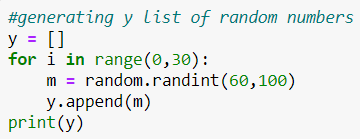 #generating y list of random numbers
y = []
for i in range(0,30):
    m = random.randint(60,100)
    y.append(m)
print(y)